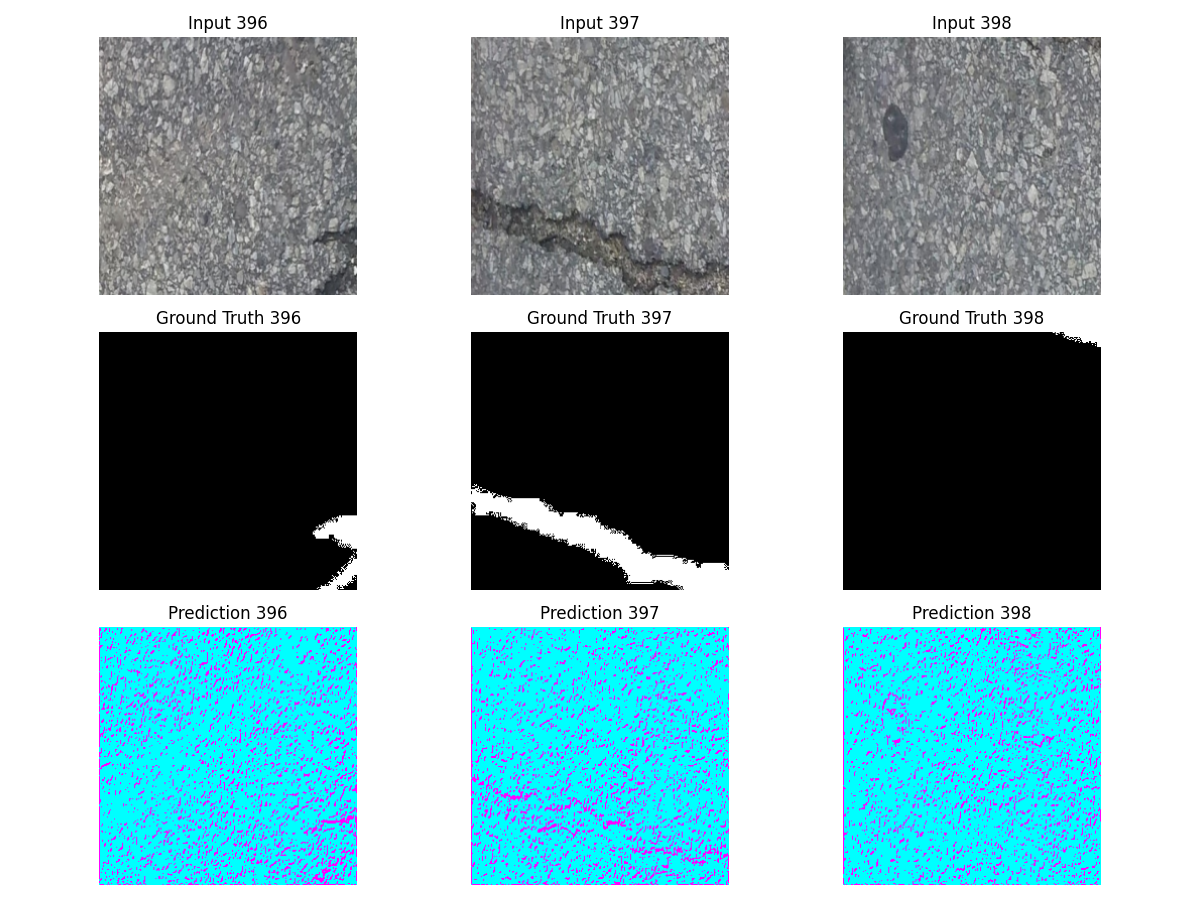 Input 396
Input 397
Input 398
Ground Truth 396
Ground Truth 397
Ground Truth 398
Prediction 396
Prediction 397
Prediction 398